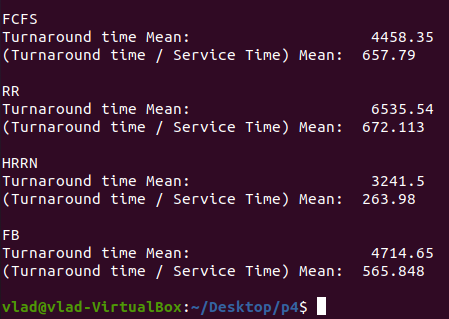 FCFS
Turnaround time Mean: 4458.35
(Turnaround time / Service Time) Mean: 657.79
RR
Turnaround time Mean: 6535.54
(Turnaround time / Service Time) Mean: 672.113
HRRN
Turnaround time Mean: 3241.5
(Turnaround time / Service Time) Mean: 263.98
FB
Turnaround time Mean: 4714.65
(Turnaround time / Service Time) Mean: 565.848
vlad@vlad-VirtualBox:~/Desktop/p4$